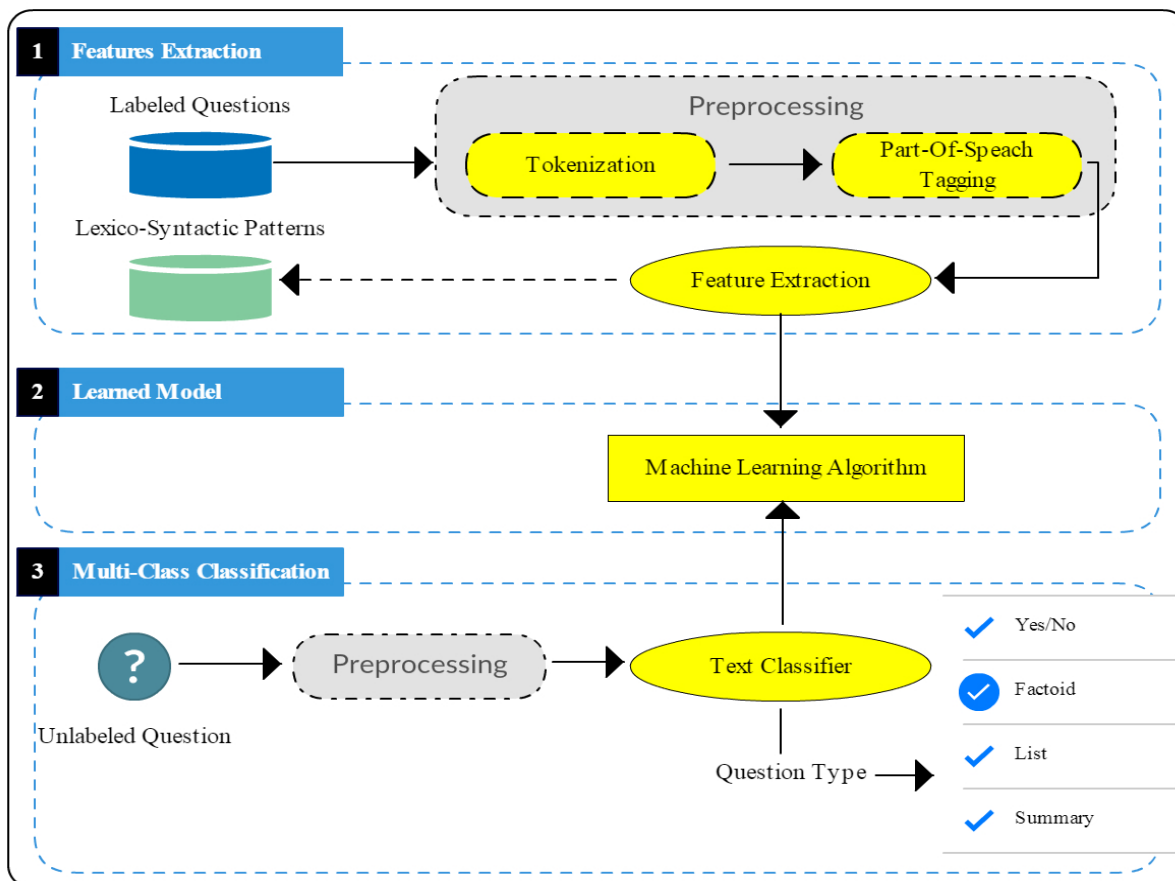 1 Features Extraction
Labeled Questions
Preprocessing
Tokenization
Part-Of-Speach
Tagging
Lexico-Syntactic Patterns
Feature Extraction
2 Learned Model
Machine Learning Algorithm
3 Multi-Class Classification
?
Unlabeled Question
Preprocessing
Text Classifier
Question Type
Yes/No
Factoid
List
Summary